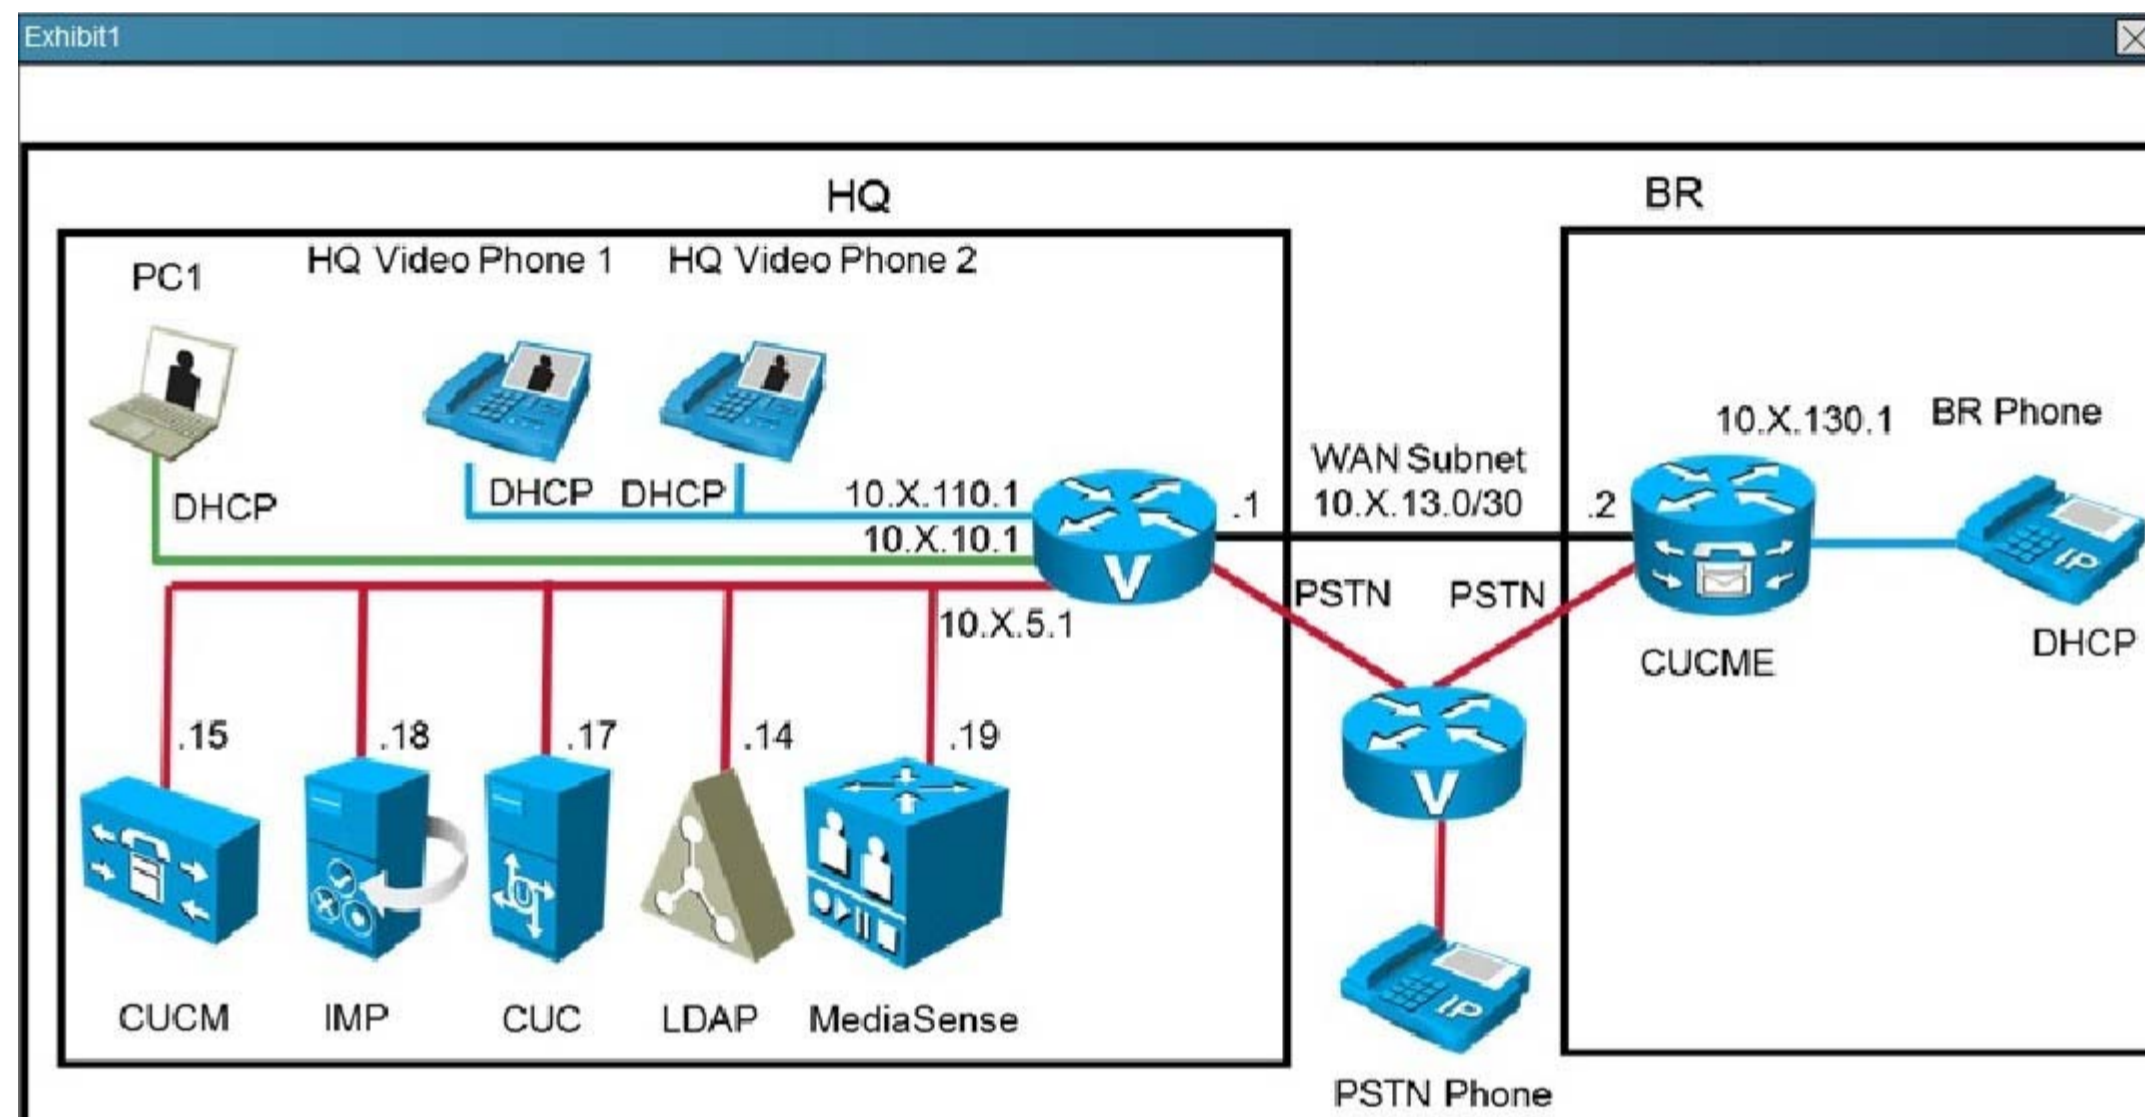 Exhibit1
HQ
BR
PC1
HQ Video Phone 1
HQ Video Phone 2
DHCP
DHCP
DHCP
10.X.110.1
10.X.10.1
.1
WAN Subnet
10.X.13.0/30
.2
10.X.130.1
BR Phone
V
IP
PSTN
PSTN
10.X.5.1
CUCME
DHCP
.15
.18
.17
.14
.19
V
U
IP
CUCM
IMP
CUC
LDAP
MediaSense
PSTN Phone